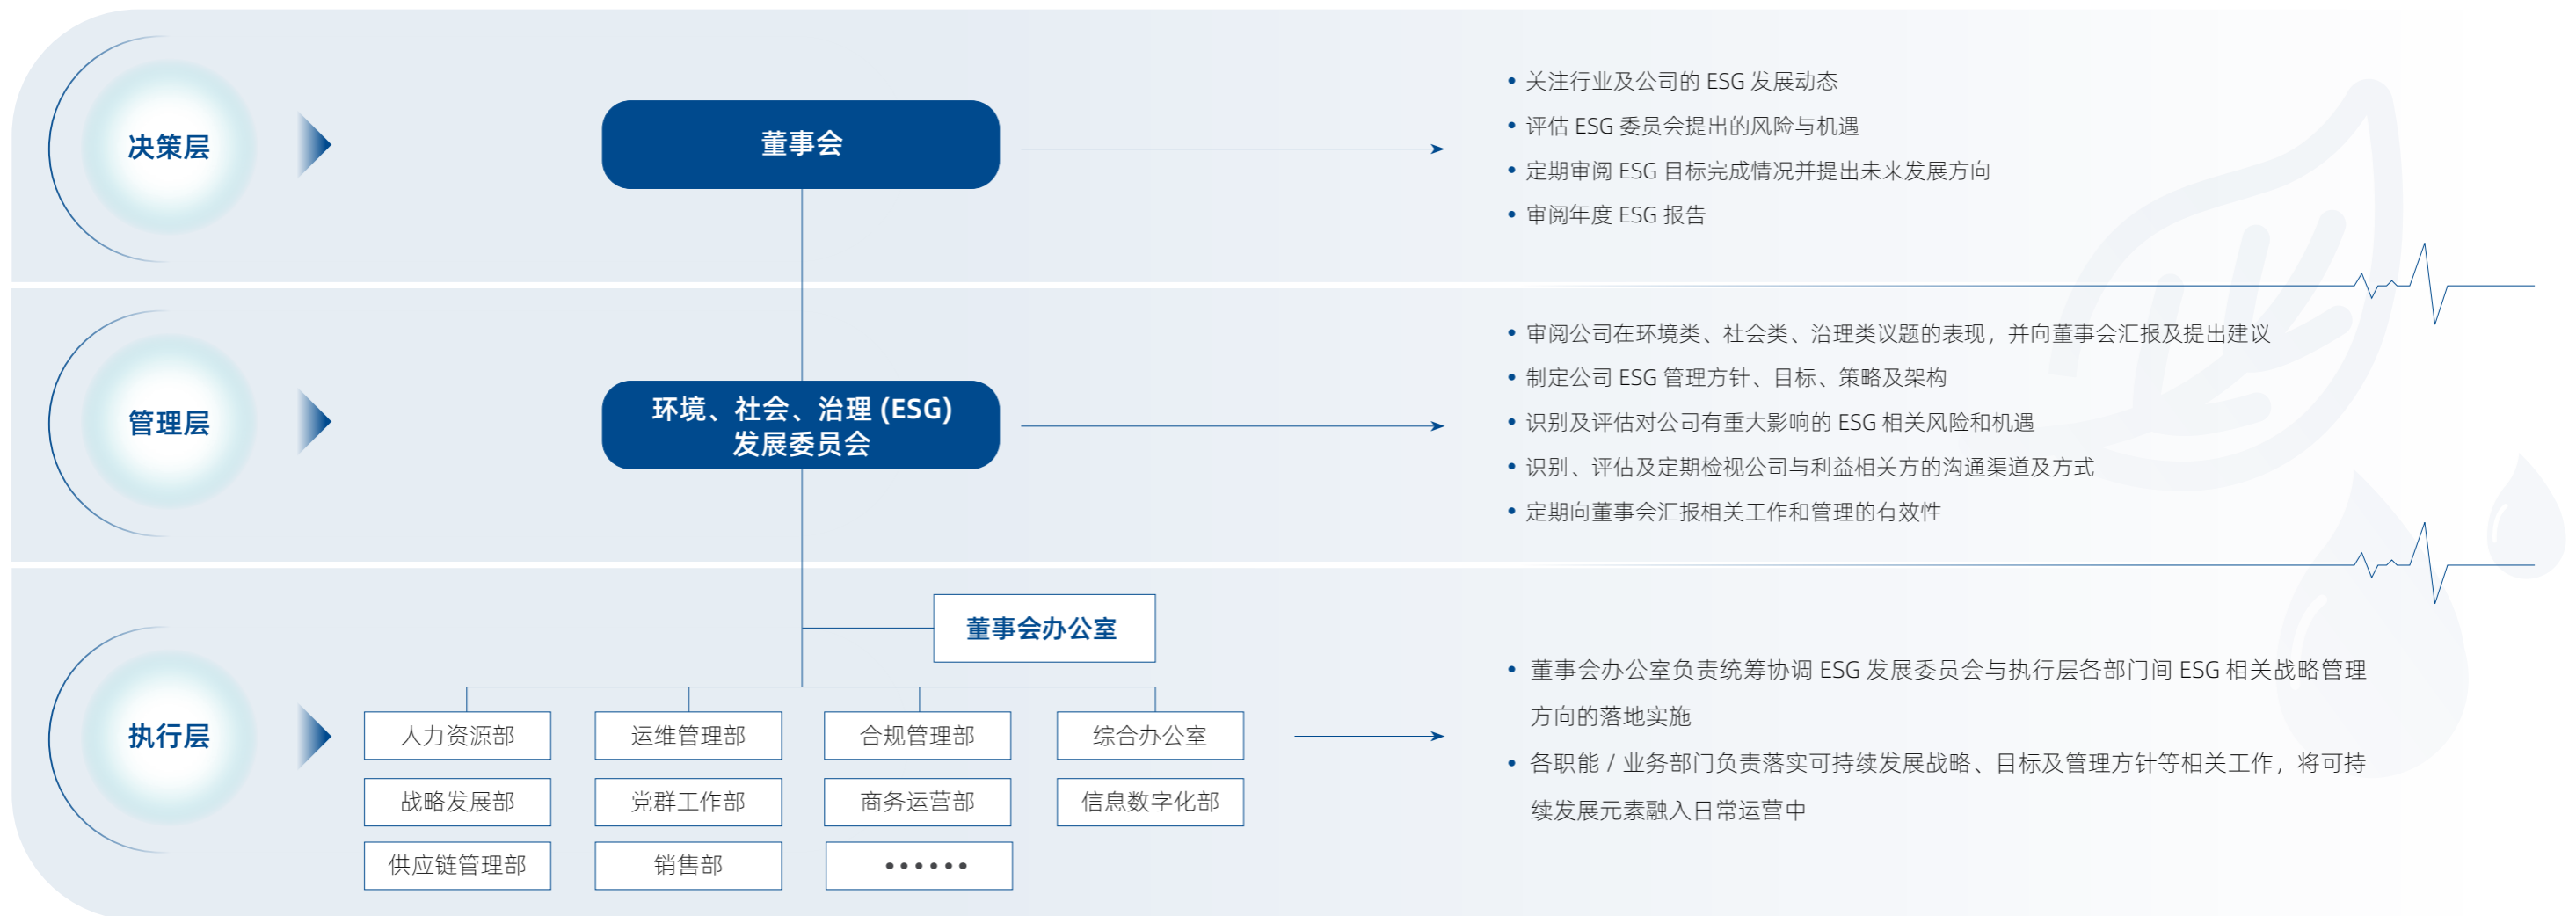 决策层
董事会
• 关注行业及公司的 ESG 发展动态
• 评估 ESG 委员会提出的风险与机遇
• 定期审阅 ESG 目标完成情况并提出未来发展方向
• 审阅年度 ESG 报告
管理层
环境、社会、治理 (ESG)
发展委员会
• 审阅公司在环境类、社会类、治理类议题的表现，并向董事会汇报及提出建议
• 制定公司 ESG 管理方针、目标、策略及架构
• 识别及评估对公司有重大影响的 ESG 相关风险和机遇
• 识别、评估及定期检视公司与利益相关方的沟通渠道及方式
• 定期向董事会汇报相关工作和管理的有效性
执行层
董事会办公室
人力资源部
运维管理部
合规管理部
综合办公室
战略发展部
党群工作部
商务运营部
信息数字化部
供应链管理部
销售部
••••••
• 董事会办公室负责统筹协调 ESG 发展委员会与执行层各部门间 ESG 相关战略管理
方向的落地实施
• 各职能 / 业务部门负责落实可持续发展战略、目标及管理方针等相关工作，将可持
续发展元素融入日常运营中